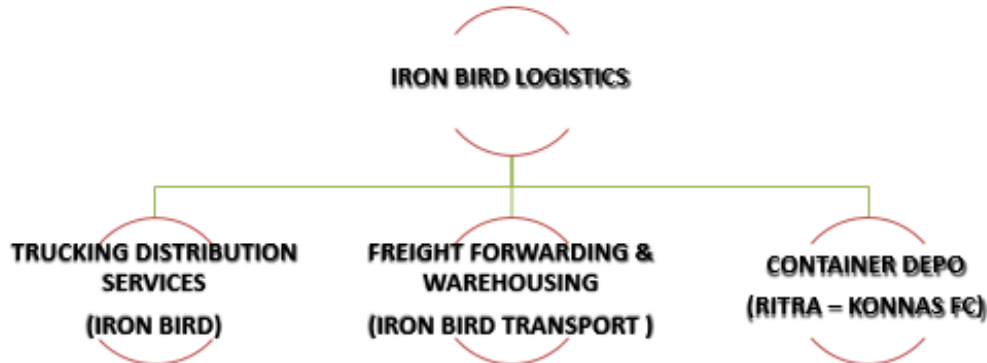 IRON BIRD LOGISTICS
TRUCKING DISTRIBUTION
SERVICES
(IRON BIRD)
FREIGHT FORWARDING &
WAREHOUSING
(IRON BIRD TRANSPORT )
CONTAINER DEPO
(RITRA – KONNAS FC)